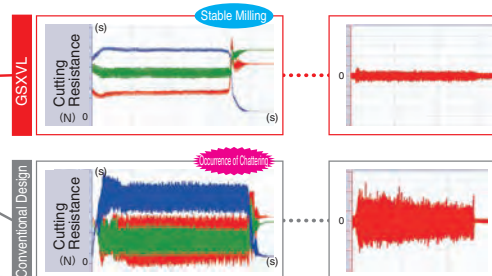 Stable Milling
GSXVL
(s)
Cutting
Resistance
(N)
0
(s)
0
Occurrence of Chattering
Conventional Design
(s)
Cutting
Resistance
(N)
0
(s)
0